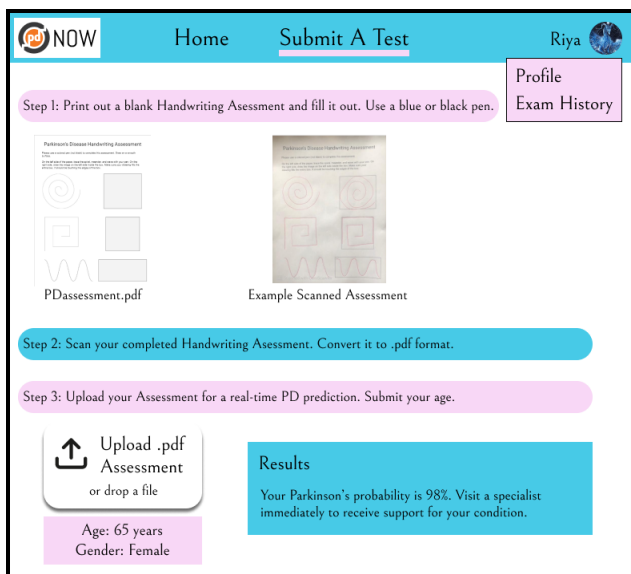 pd NOW
Home
Submit A Test
Riya
Profile
Exam History
Step 1: Print out a blank Handwriting Asessment and fill it out. Use a blue or black pen.
Parkinson's Disease Handwriting Assessment
Parkinson's Disease Handwriting Assessment
PDassessment.pdf
Example Scanned Assessment
Step 2: Scan your completed Handwriting Asessment. Convert it to .pdf format.
Step 3: Upload your Assessment for a real-time PD prediction. Submit your age.
Upload .pdf
Assessment
or drop a file
Age: 65 years
Gender: Female
Results
Your Parkinson's probability is 98%. Visit a specialist
immediately to receive support for your condition.